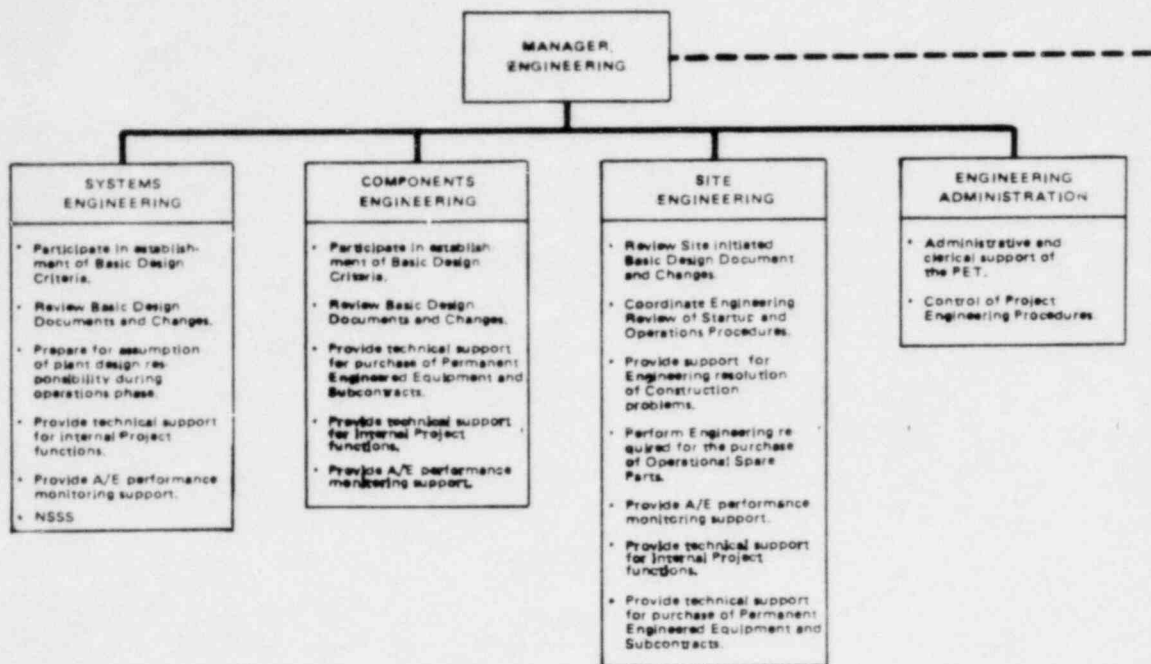 MANAGER,
ENGINEERING
SYSTEMS
ENGINEERING
• Participate in establish-
ment of Basic Design
Criteria.
• Review Basic Design
Documents and Changes.
• Prepare for assumption
of plant design res-
ponsibility during
operations phase.
• Provide technical support
for internal Project
functions.
• Provide A/E performance
monitoring support.
• NSSS
COMPONENTS
ENGINEERING
• Participate in establish-
ment of Basic Design
Criteria.
• Review Basic Design
Documents and Changes.
• Provide technical support
for purchase of Permanent
Engineered Equipment and
Subcontracts.
• Provide technical support
for Internal Project
functions.
• Provide A/E performance
monitoring support.
SITE
ENGINEERING
• Review Site initiated
Basic Design Document
and Changes.
• Coordinate Engineering
Review of Startup and
Operations Procedures.
• Provide support for
Engineering resolution
of Construction
problems.
• Perform Engineering re-
quired for the purchase
of Operational Spare
Parts.
• Provide A/E performance
monitoring support.
• Provide technical support
for Internal Project
functions.
• Provide technical support
for purchase of Permanent
Engineered Equipment and
Subcontracts.
ENGINEERING
ADMINISTRATION
• Administrative and
clerical support of
the PET.
• Control of Project
Engineering Procedures